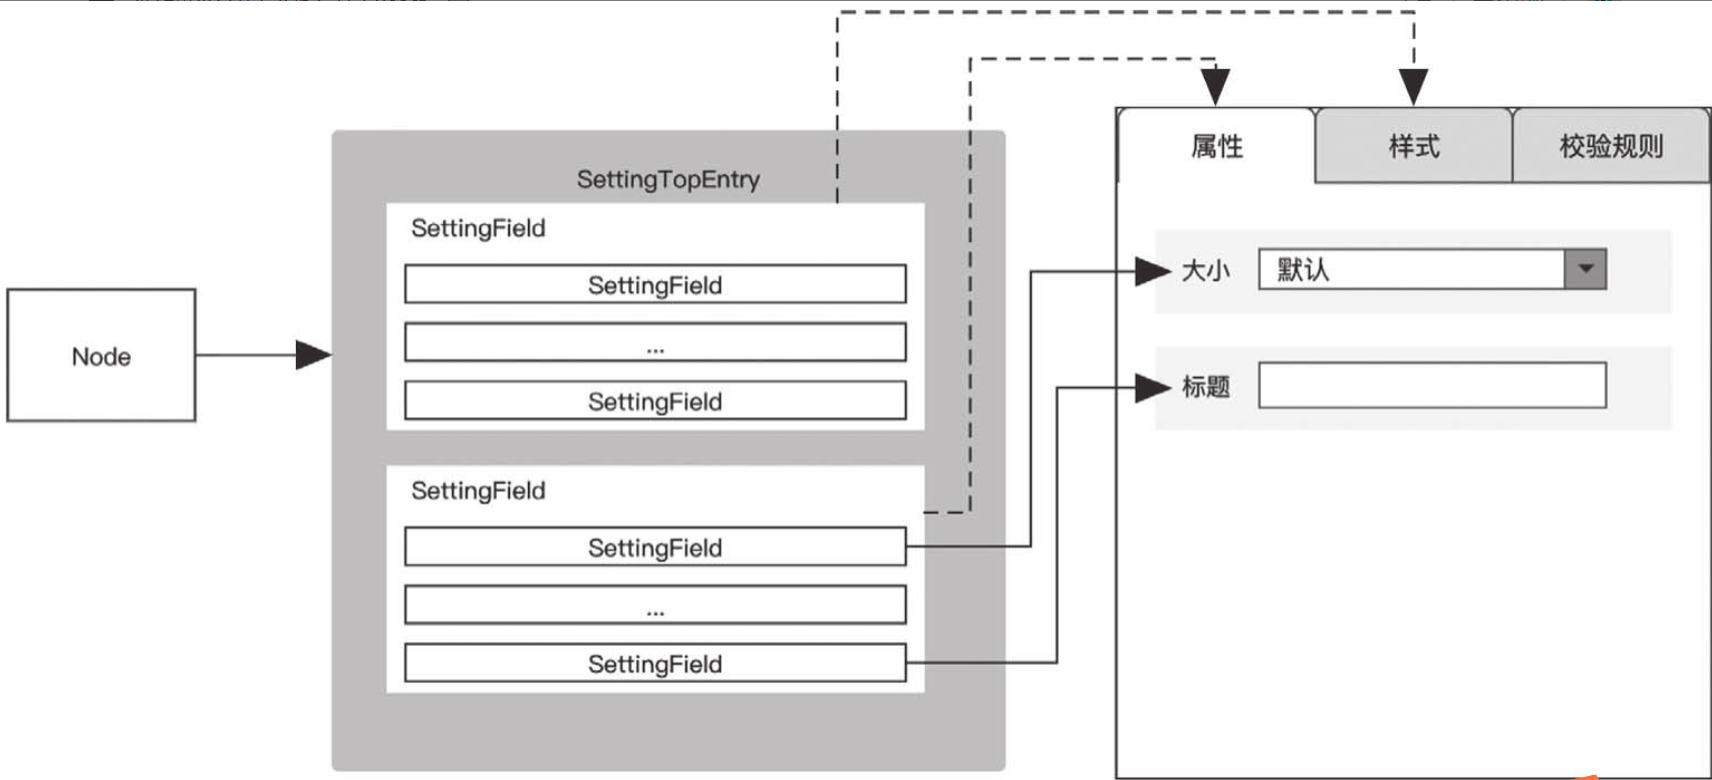 Node
SettingTopEntry
SettingField
SettingField
...
SettingField
SettingField
SettingField
...
SettingField
属性
样式
校验规则
大小
默认
标题